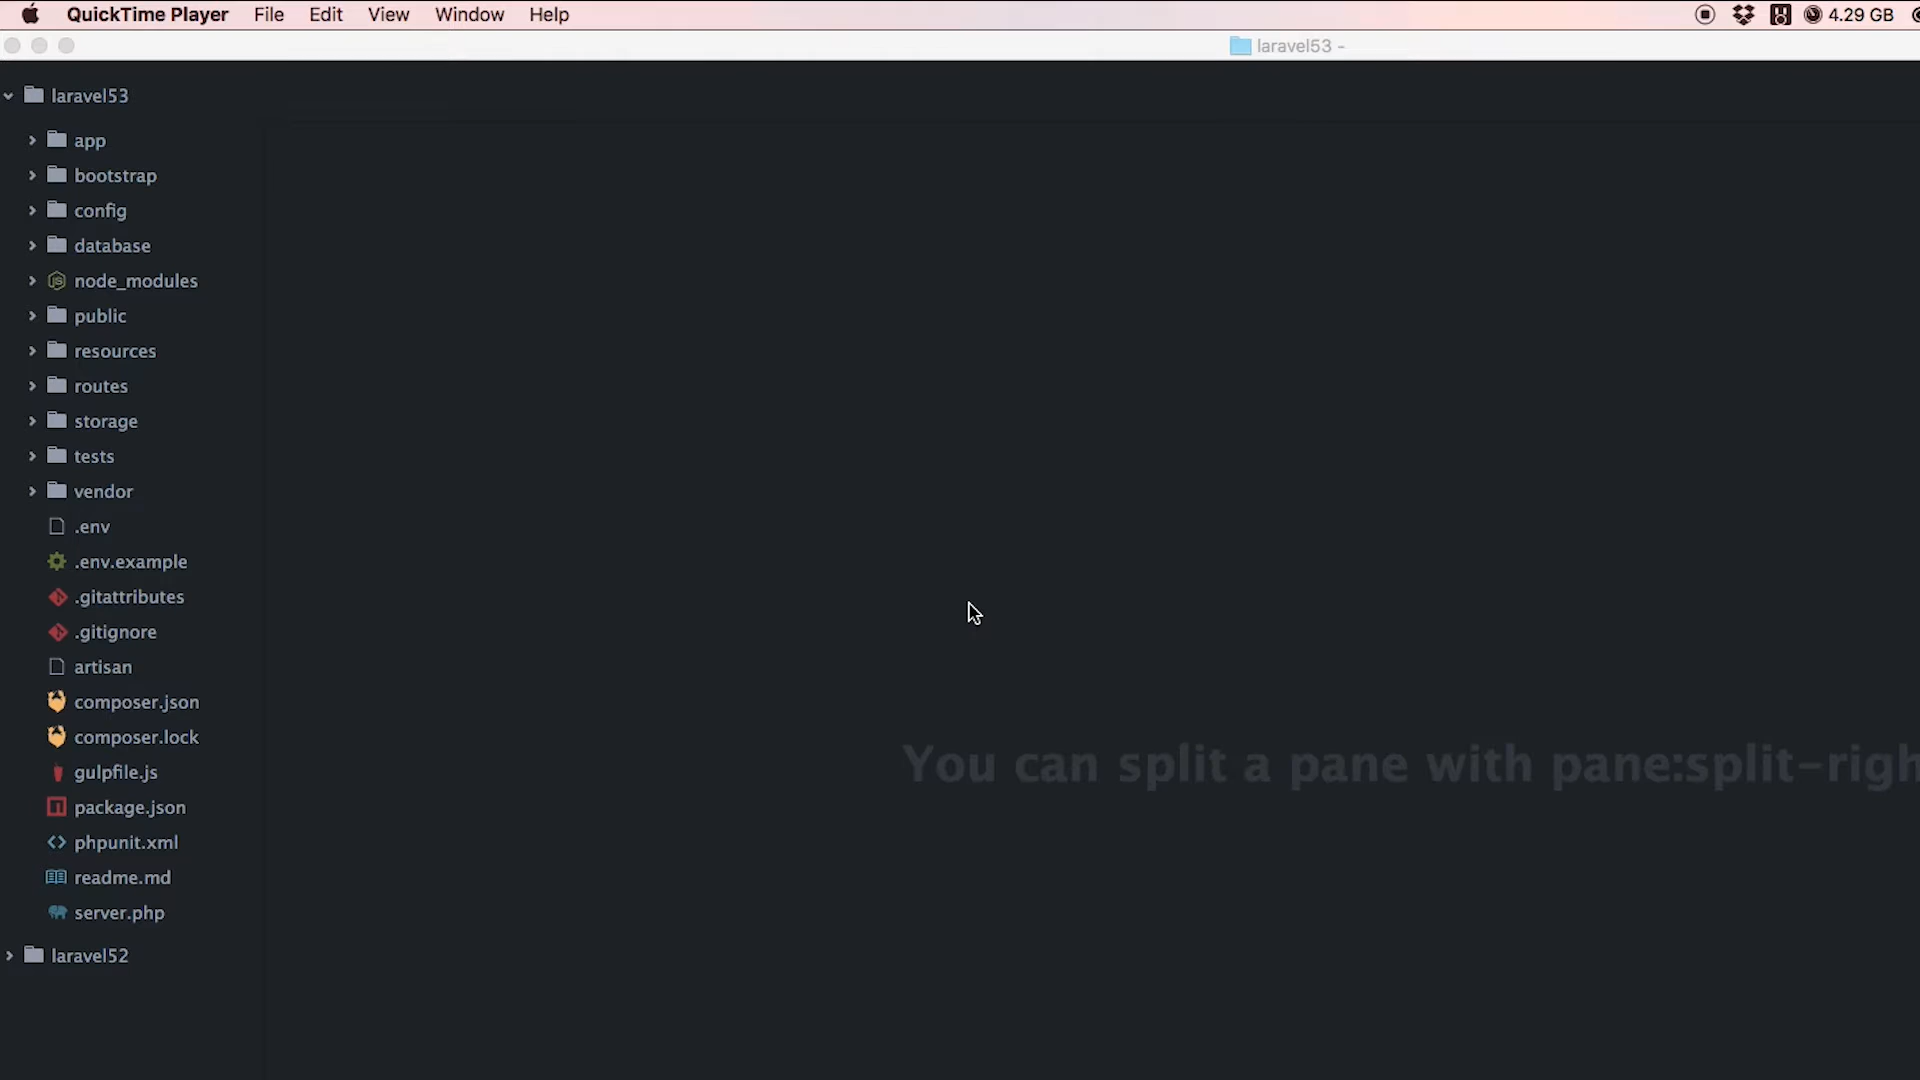 QuickTime Player File Edit View Window Help 4.29 GB
laravel53 -
laravel53
app
bootstrap
config
database
node_modules
public
resources
routes
storage
tests
vendor
.env
.env.example
.gitattributes
.gitignore
artisan
composer.json
composer.lock
gulpfile.js
You can split a pane with pane:split-righ
package.json
phpunit.xml
readme.md
server.php
laravel52